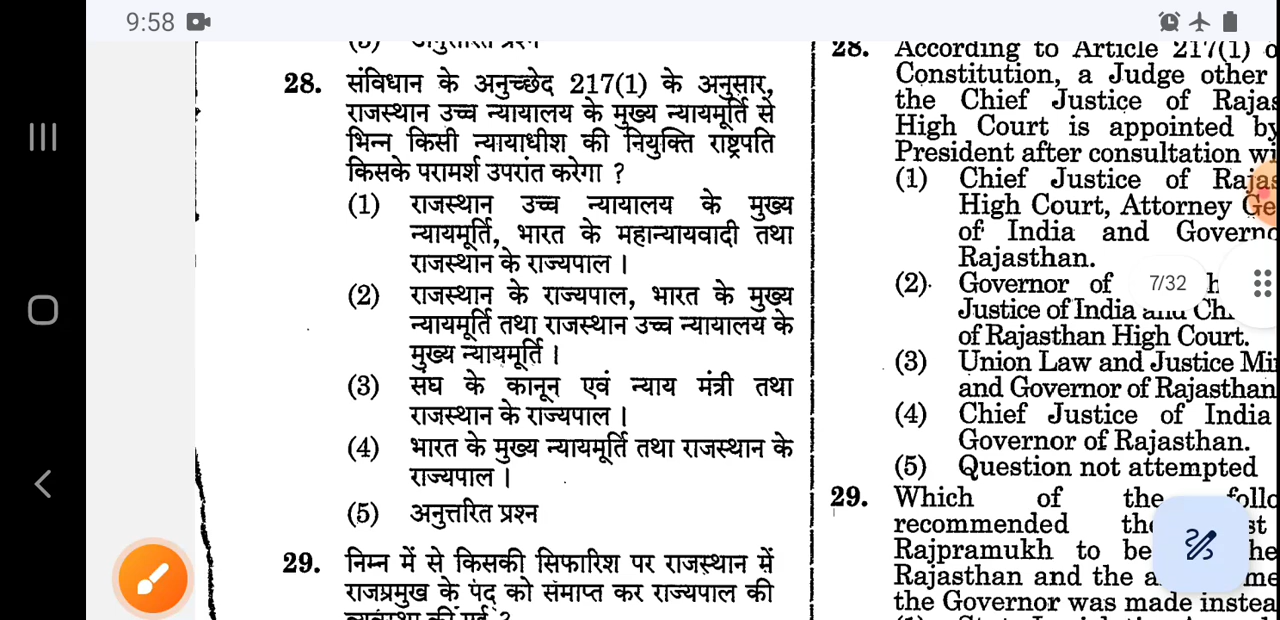 9:58
28. संविधान के अनुच्छेद 217(1) के अनुसार,
राजस्थान उच्च न्यायालय के मुख्य न्यायमूर्ति से
भिन्न किसी न्यायाधीश की नियुक्ति राष्ट्रपति
किसके परामर्श उपरांत करेगा ?
(1) राजस्थान उच्च न्यायालय के मुख्य
न्यायमूर्ति, भारत के महान्यायवादी तथा
राजस्थान के राज्यपाल ।
(2) राजस्थान के राज्यपाल, भारत के मुख्य
न्यायमूर्ति तथा राजस्थान उच्च न्यायालय के
मुख्य न्यायमूर्ति ।
(3) संघ के कानून एवं न्याय मंत्री तथा
राजस्थान के राज्यपाल ।
(4) भारत के मुख्य न्यायमूर्ति तथा राजस्थान के
राज्यपाल ।
(5) अनुत्तरित प्रश्न
29. निम्न में से किसकी सिफारिश पर राजस्थान में
राजप्रमुख के पद को समाप्त कर राज्यपाल की
28. According to Article 217(1)
Constitution, a Judge other
the Chief Justice of
High Court is appointed
President after consultation
(1) Chief Justice of
High Court, Attorney
of India and
Rajasthan.
(2) Governor of
Justice of India
of Rajasthan High Court.
(3) Union Law and Justice
and Governor of Rajasthan
(4) Chief Justice of India
Governor of Rajasthan.
(5) Question not attempted
29. Which of the
recommended
Rajpramukh to be
Rajasthan and the
the Governor was made
7/32